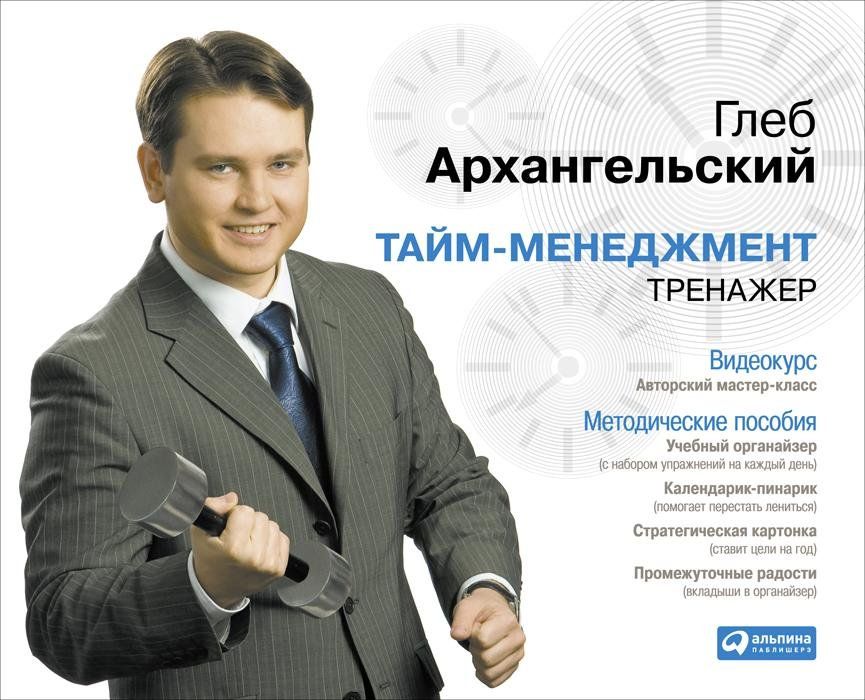 Глеб
Архангельский
ТАЙМ-МЕНЕДЖМЕНТ
ТРЕНАЖЕР
Видеокурс
Авторский мастер-класс
Методические пособия
Учебный органайзер
(с набором упражнений на каждый день)
Календарик-пинарик
(помогает перестать лениться)
Стратегическая картонка
(ставит цели на год)
Промежуточные радости
(вкладыши в органайзер)
альпина
ПАБЛИШЕРЗ